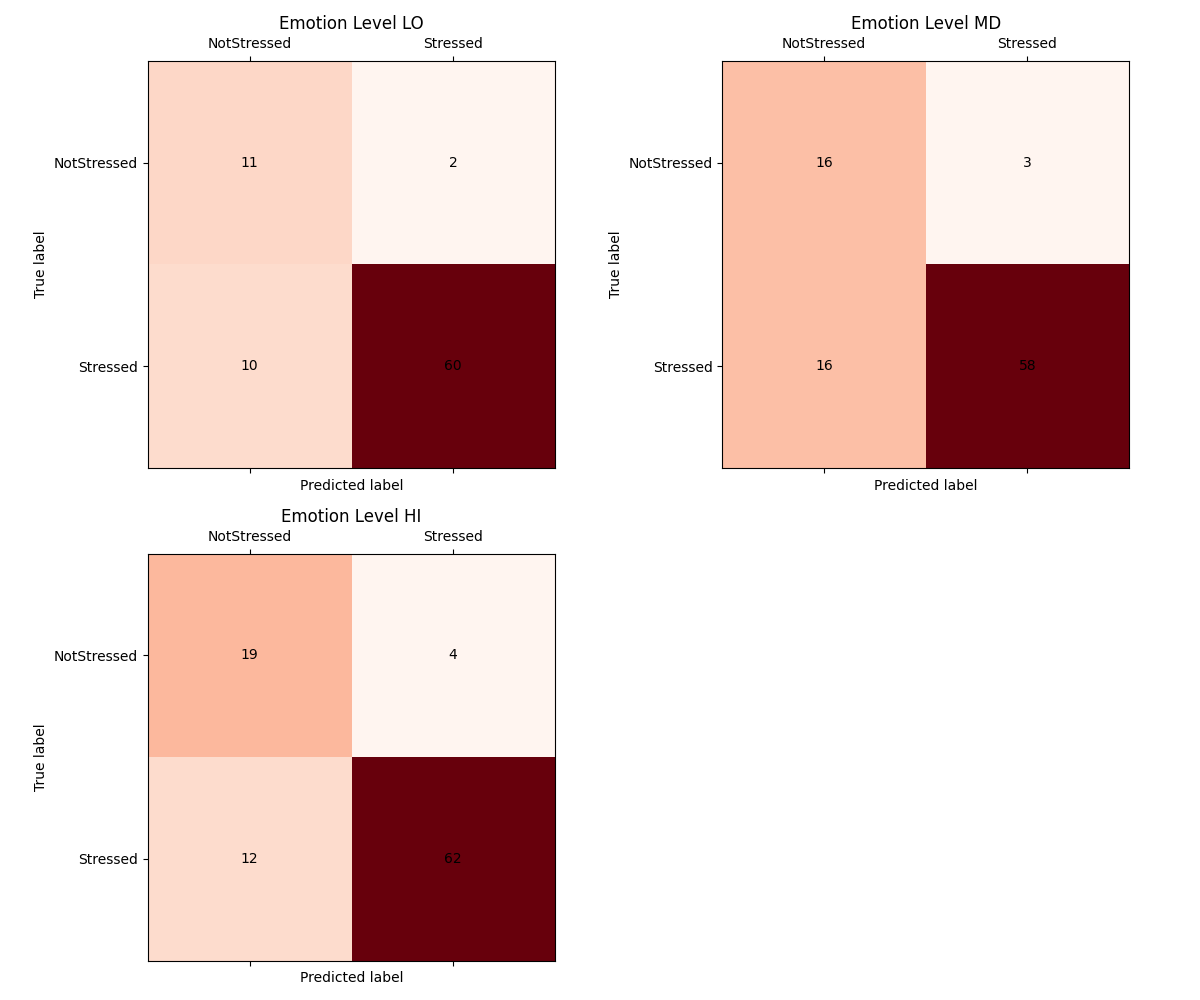 Emotion Level LO
NotStressed Stressed
NotStressed 11 2
True label
Stressed 10 60
Predicted label
Emotion Level MD
NotStressed Stressed
NotStressed 16 3
True label
Stressed 16 58
Predicted label
Emotion Level HI
NotStressed Stressed
NotStressed 19 4
True label
Stressed 12 62
Predicted label